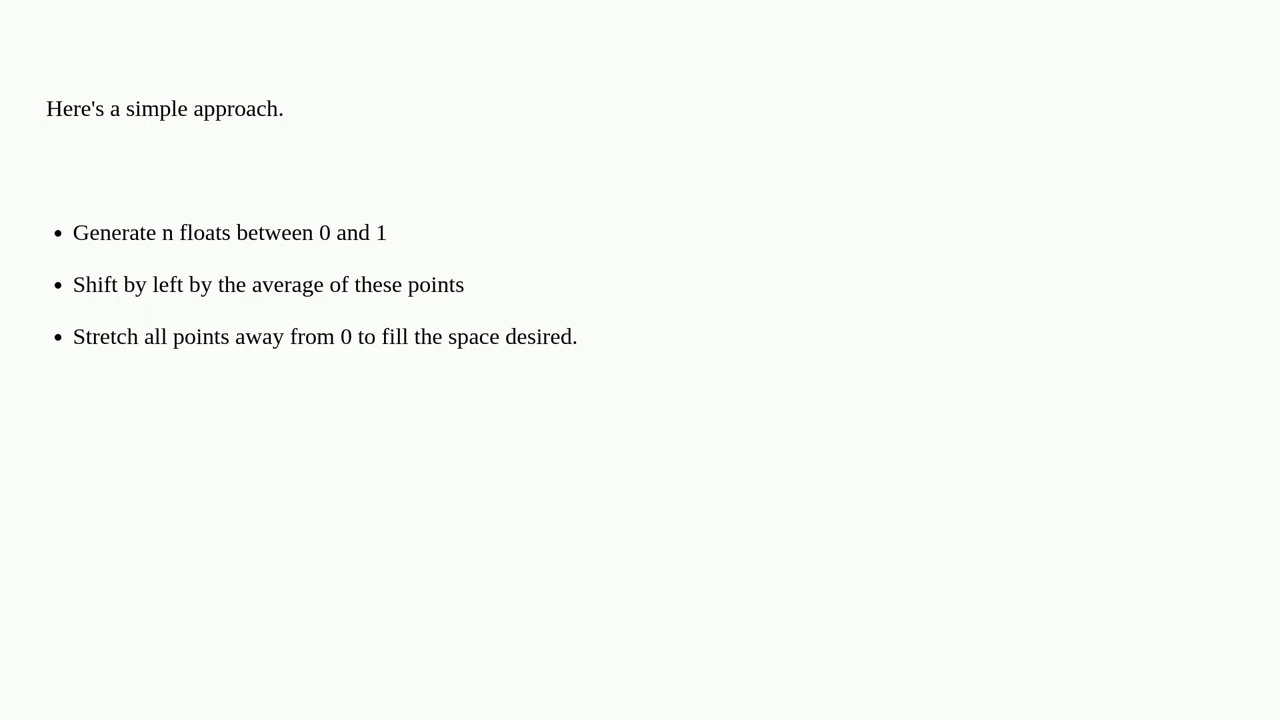 Here's a simple approach.
• Generate n floats between 0 and 1
• Shift by left by the average of these points
• Stretch all points away from 0 to fill the space desired.